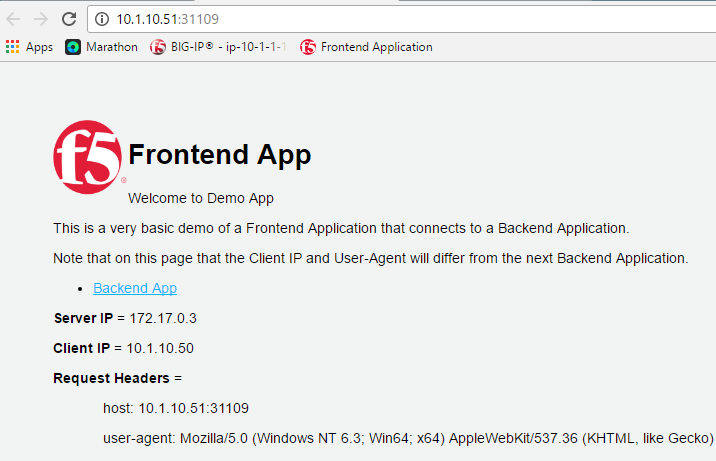 10.1.10.51:31109
Apps Marathon BIG-IP® - ip-10-1-1- Frontend Application
f5 ®
Frontend App
Welcome to Demo App
This is a very basic demo of a Frontend Application that connects to a Backend Application.
Note that on this page that the Client IP and User-Agent will differ from the next Backend Application.
• Backend App
Server IP = 172.17.0.3
Client IP = 10.1.10.50
Request Headers =
host: 10.1.10.51:31109
user-agent: Mozilla/5.0 (Windows NT 6.3; Win64; x64) AppleWebKit/537.36 (KHTML, like Gecko)